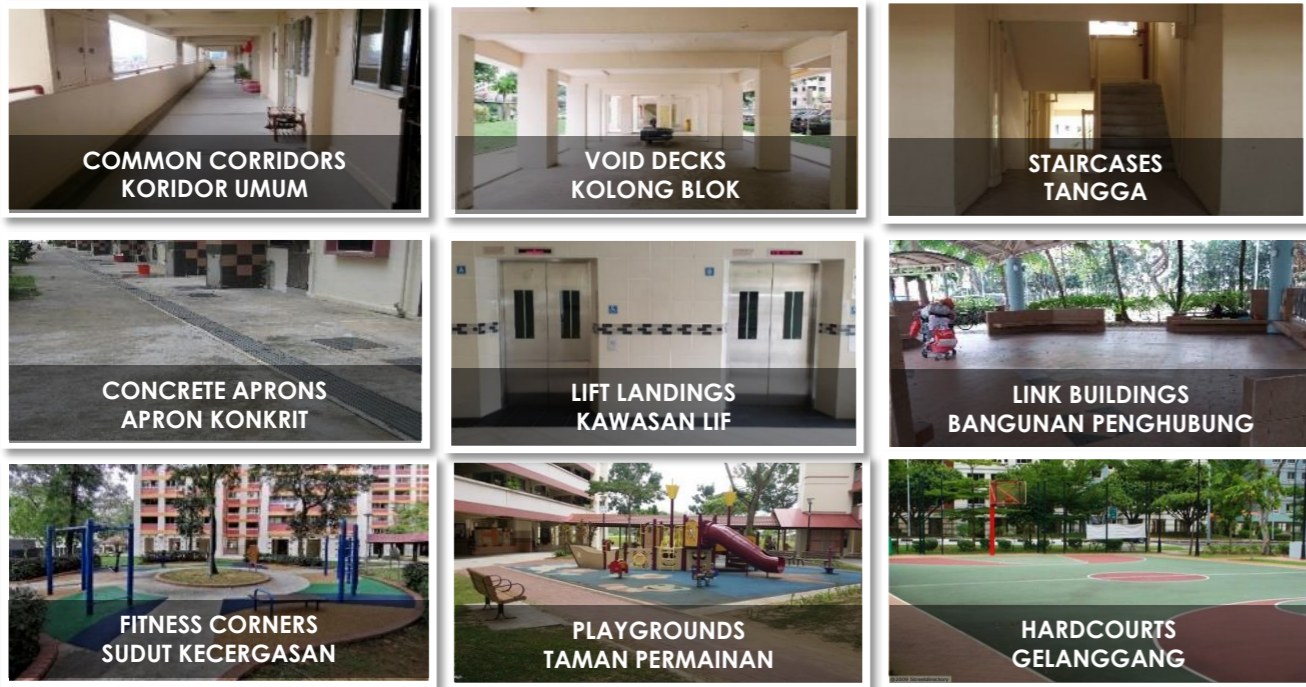 COMMON CORRIDORS
KORIDOR UMUM
VOID DECKS
KOLONG BLOK
STAIRCASES
TANGGA
CONCRETE APRONS
APRON KONKRIT
LIFT LANDINGS
KAWASAN LIF
LINK BUILDINGS
BANGUNAN PENGHUBUNG
FITNESS CORNERS
SUDUT KECERGASAN
PLAYGROUNDS
TAMAN PERMAINAN
HARDCOURTS
GELANGGANG